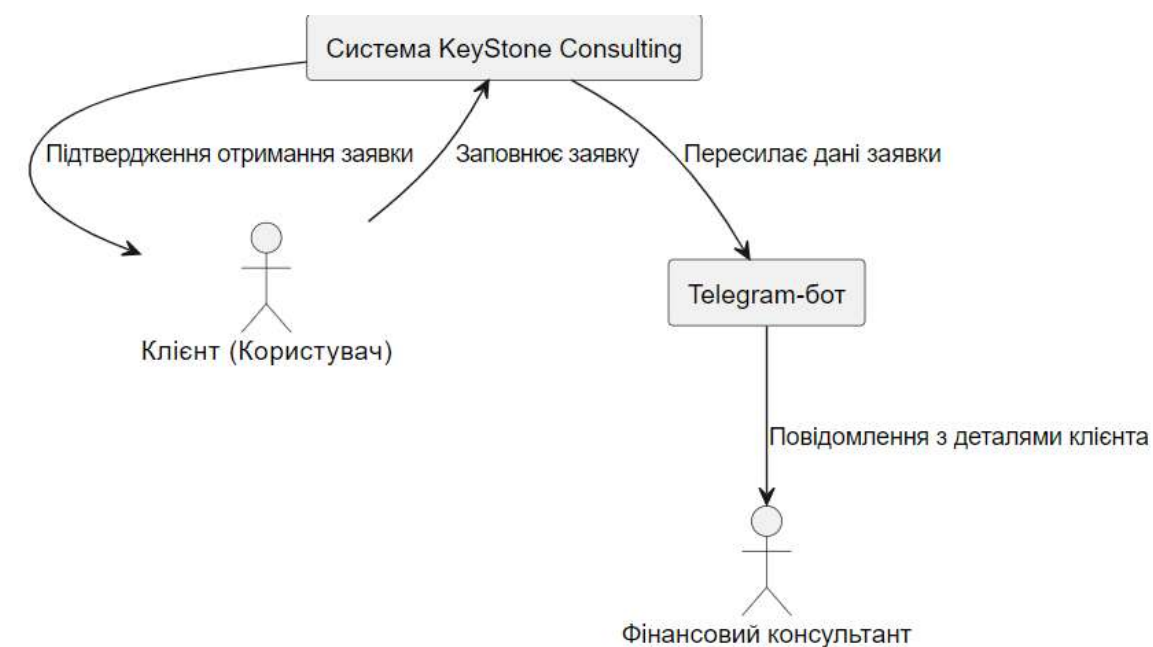 Система KeyStone Consulting
Підтвердження отримання заявки
Заповнює заявку
Пересилає дані заявки
Telegram-бот
Клієнт (Користувач)
Повідомлення з деталями клієнта
Фінансовий консультант